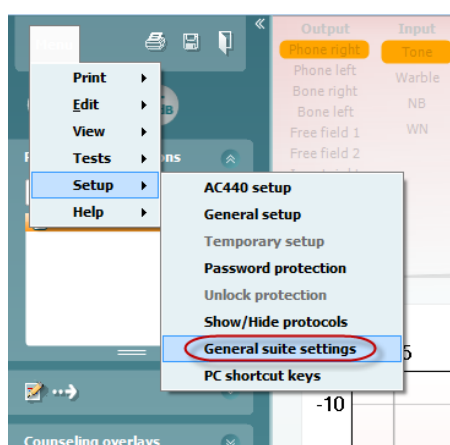 Menu
«
Output Input
Phone right Tone
Phone left Warble
Bone right NB
Bone left WN
Free field 1
Free field 2
Print
Edit
View
Tests
Setup
Help
ons
dB
AC440 setup
General setup
Temporary setup
Password protection
Unlock protection
Show/Hide protocols
General suite settings
PC shortcut keys
5
-10
Counseling overlays